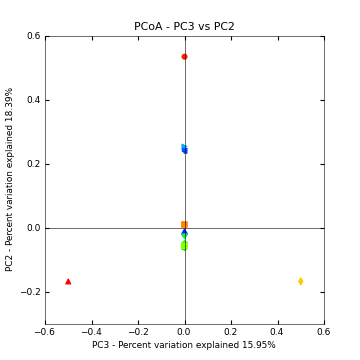 PCoA - PC3 vs PC2
0.6
0.4
0.2
0.0
−0.2
−0.6 −0.4 −0.2 0.0 0.2 0.4 0.6
PC2 - Percent variation explained 18.39%
PC3 - Percent variation explained 15.95%